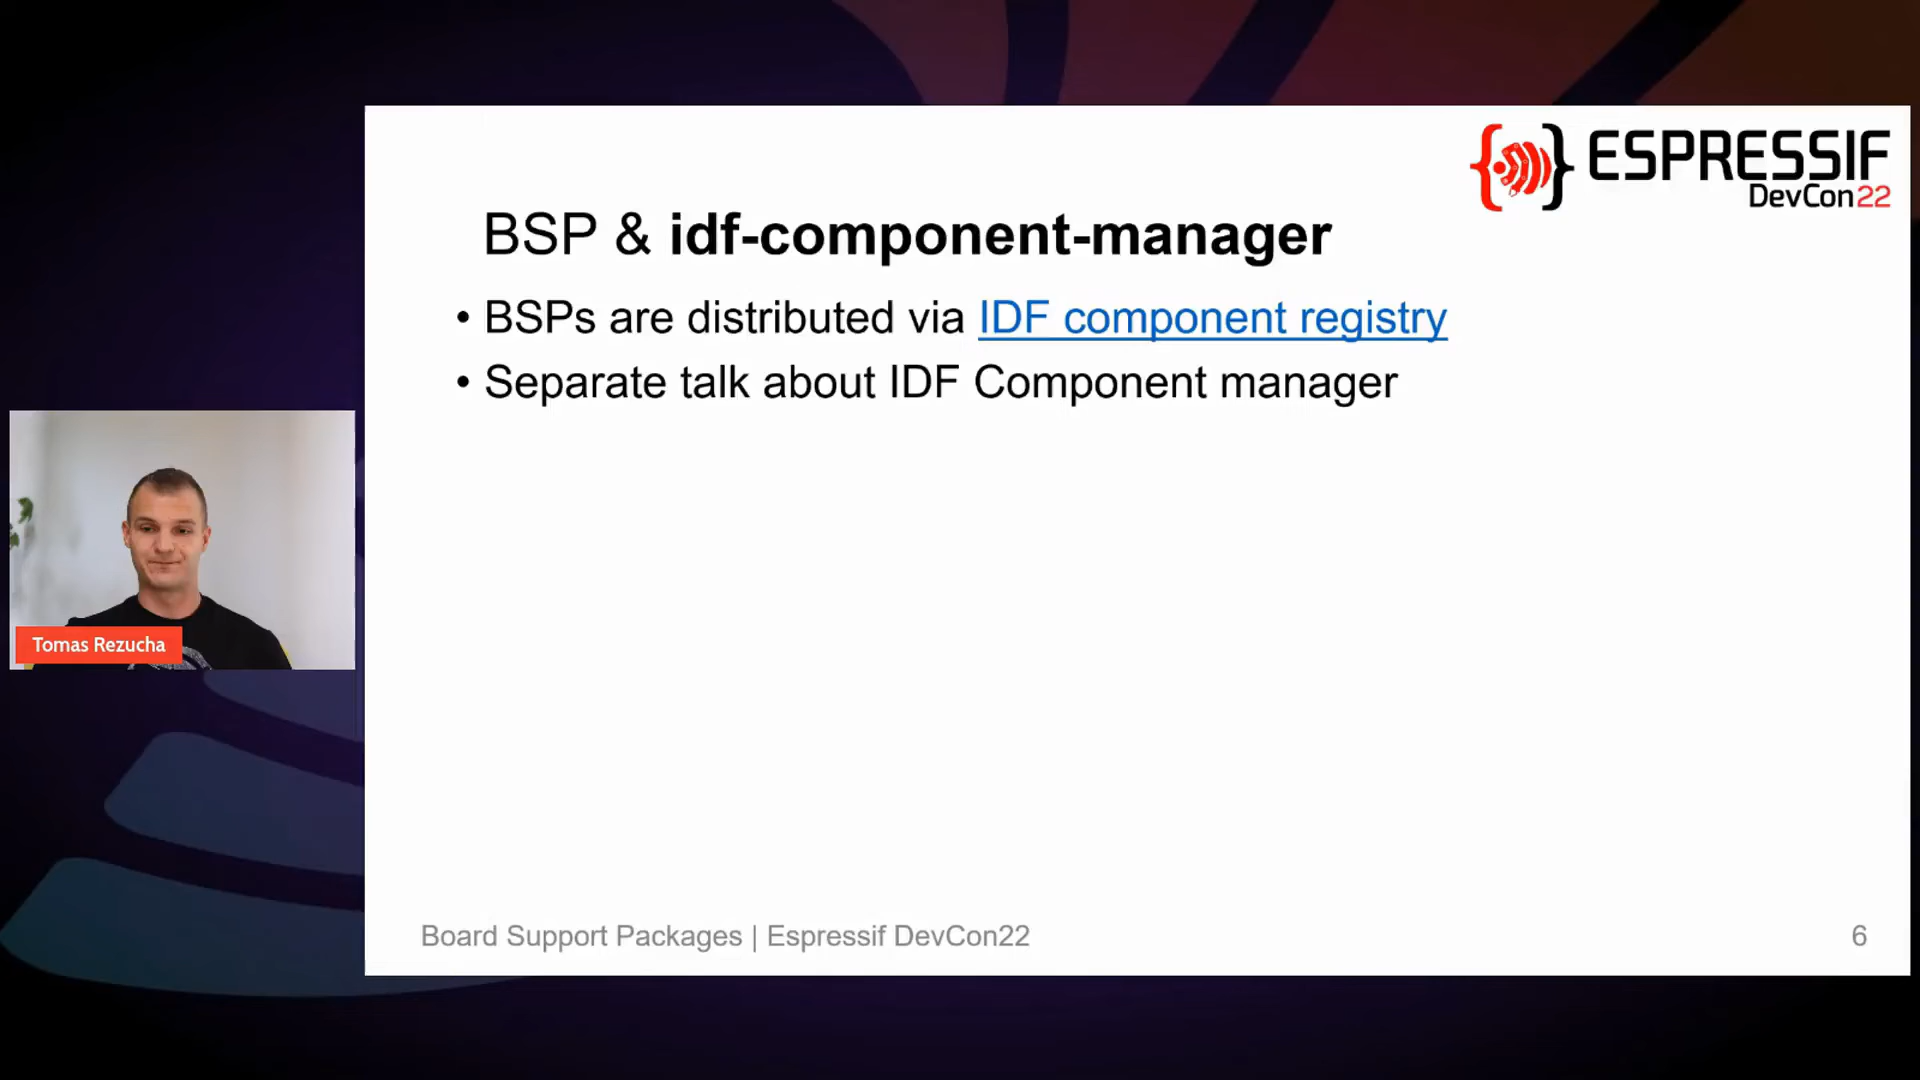 ESPRESSIF
DevCon22
BSP & idf-component-manager
• BSPs are distributed via IDF component registry
• Separate talk about IDF Component manager
Tomas Rezucha
Board Support Packages | Espressif DevCon22
6